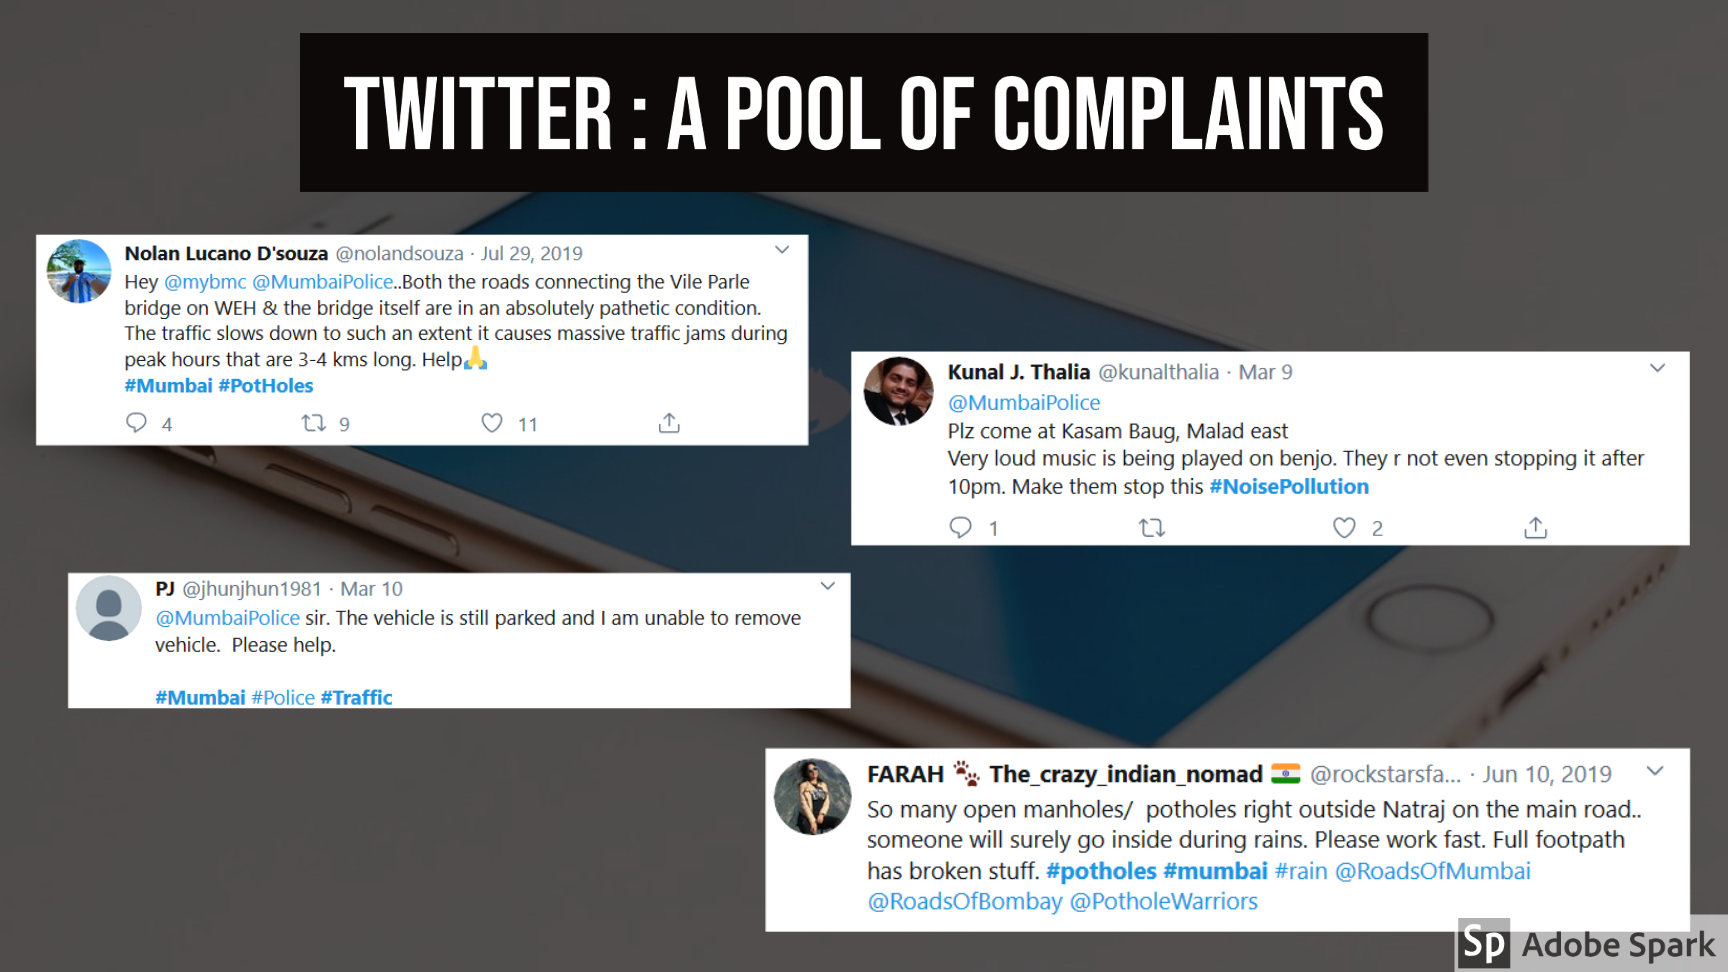 TWITTER : A POOL OF COMPLAINTS
Nolan Lucano D'souza @nolandsouza · Jul 29, 2019
Hey @mybmc @MumbaiPolice..Both the roads connecting the Vile Parle
bridge on WEH & the bridge itself are in an absolutely pathetic condition.
The traffic slows down to such an extent it causes massive traffic jams during
peak hours that are 3-4 kms long. Help🙏
#Mumbai #PotHoles
4 9 11
Kunal J. Thalia @kunalthalia · Mar 9
@MumbaiPolice
Plz come at Kasam Baug, Malad east
Very loud music is being played on benjo. They r not even stopping it after
10pm. Make them stop this #NoisePollution
1 2
PJ @jhunjhun1981 · Mar 10
@MumbaiPolice sir. The vehicle is still parked and I am unable to remove
vehicle.  Please help.
#Mumbai #Police #Traffic
FARAH 🐾 The_crazy_indian_nomad 🇮🇳 @rockstarsfa... · Jun 10, 2019
So many open manholes/  potholes right outside Natraj on the main road..
someone will surely go inside during rains. Please work fast. Full footpath
has broken stuff. #potholes #mumbai #rain @RoadsOfMumbai
@RoadsOfBombay @PotholeWarriors
Sp Adobe Spark